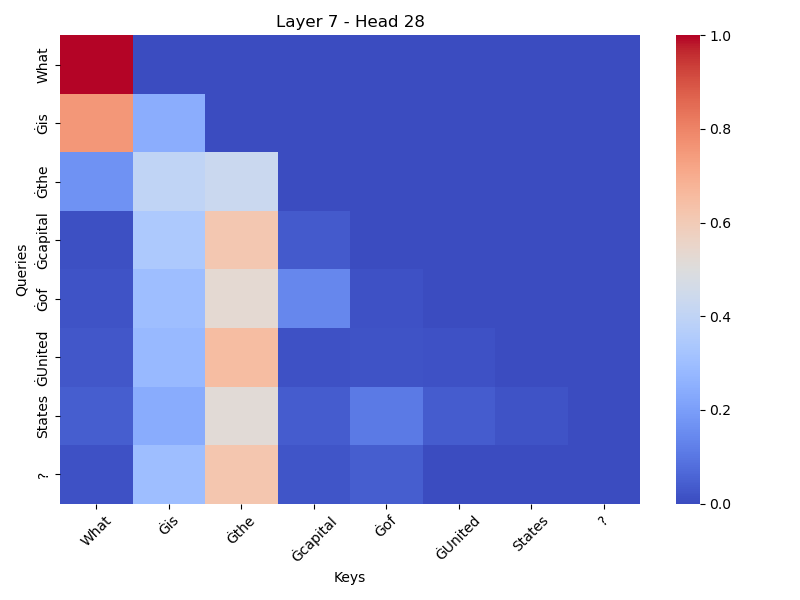 Layer 7 - Head 28
What
Ġis
Ġthe
Ġcapital
Ġof
ĠUnited
States
?
Queries
What
Ġis
Ġthe
Ġcapital
Ġof
ĠUnited
States
?
Keys
1.0
0.8
0.6
0.4
0.2
0.0